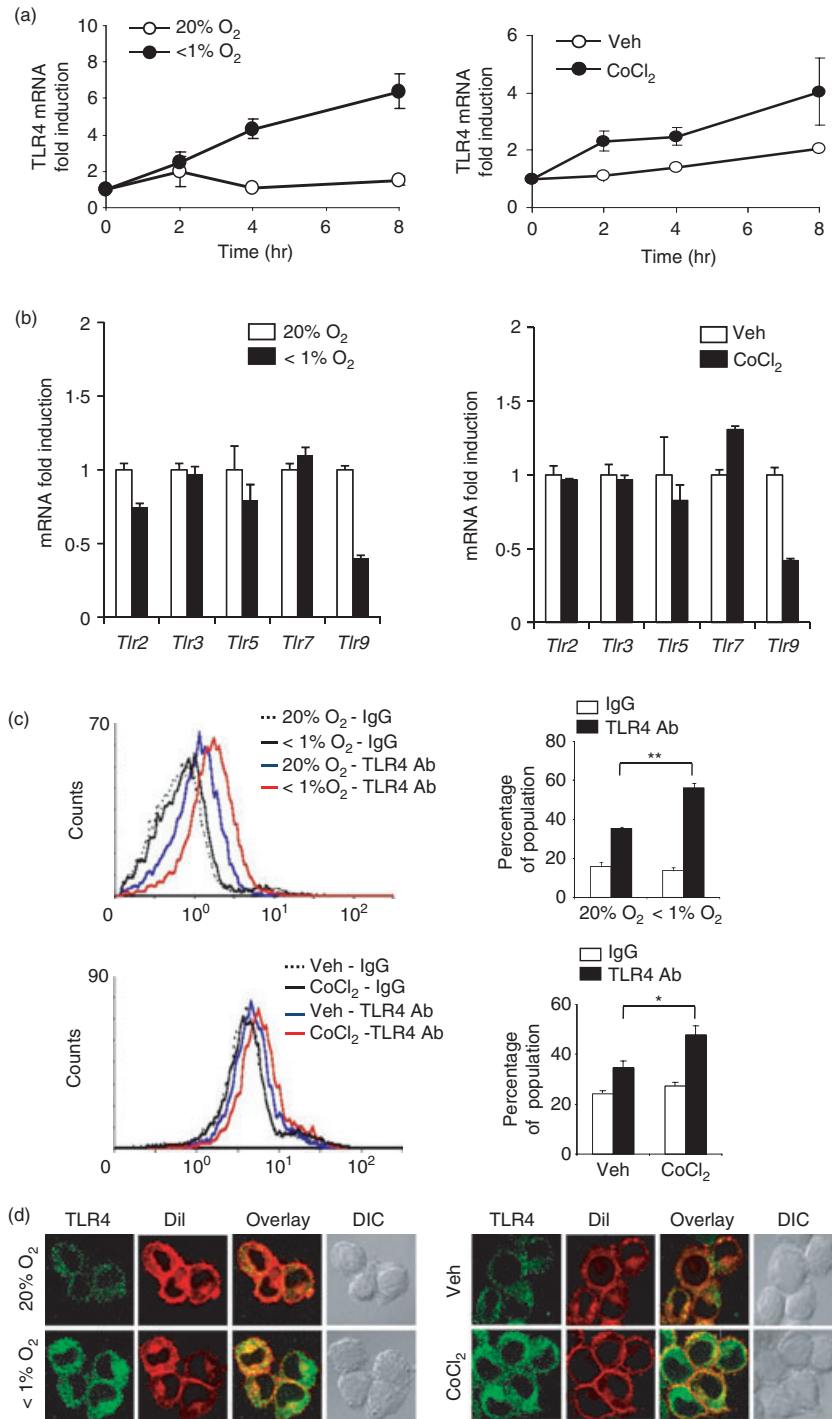 (a)
10
8
6
4
2
0
TLR4 mRNA
fold induction
20% O2
<1% O2
0 2 4 8
Time (hr)
6
4
2
0
TLR4 mRNA
fold induction
Veh
CoCl2
0 2 4 8
Time (hr)
(b)
2
1·5
1
0·5
0
mRNA fold induction
20% O2
< 1% O2
Tlr2 Tlr3 Tlr5 Tlr7 Tlr9
2
1·5
1
0·5
0
mRNA fold induction
Veh
CoCl2
Tlr2 Tlr3 Tlr5 Tlr7 Tlr9
(c)
70
Counts
20% O2 - IgG
< 1% O2 - IgG
20% O2 - TLR4 Ab
< 1%O2 - TLR4 Ab
0 10^0 10^1 10^2
IgG
TLR4 Ab
80
60
40
20
0
Percentage
of population
**
20% O2 < 1% O2
90
Counts
Veh - IgG
CoCl2 - IgG
Veh - TLR4 Ab
CoCl2 -TLR4 Ab
0 10^0 10^1 10^2
IgG
TLR4 Ab
60
40
20
0
Percentage
of population
*
Veh CoCl2
(d)
TLR4 Dil Overlay DIC
20% O2
< 1% O2
TLR4 Dil Overlay DIC
Veh
CoCl2